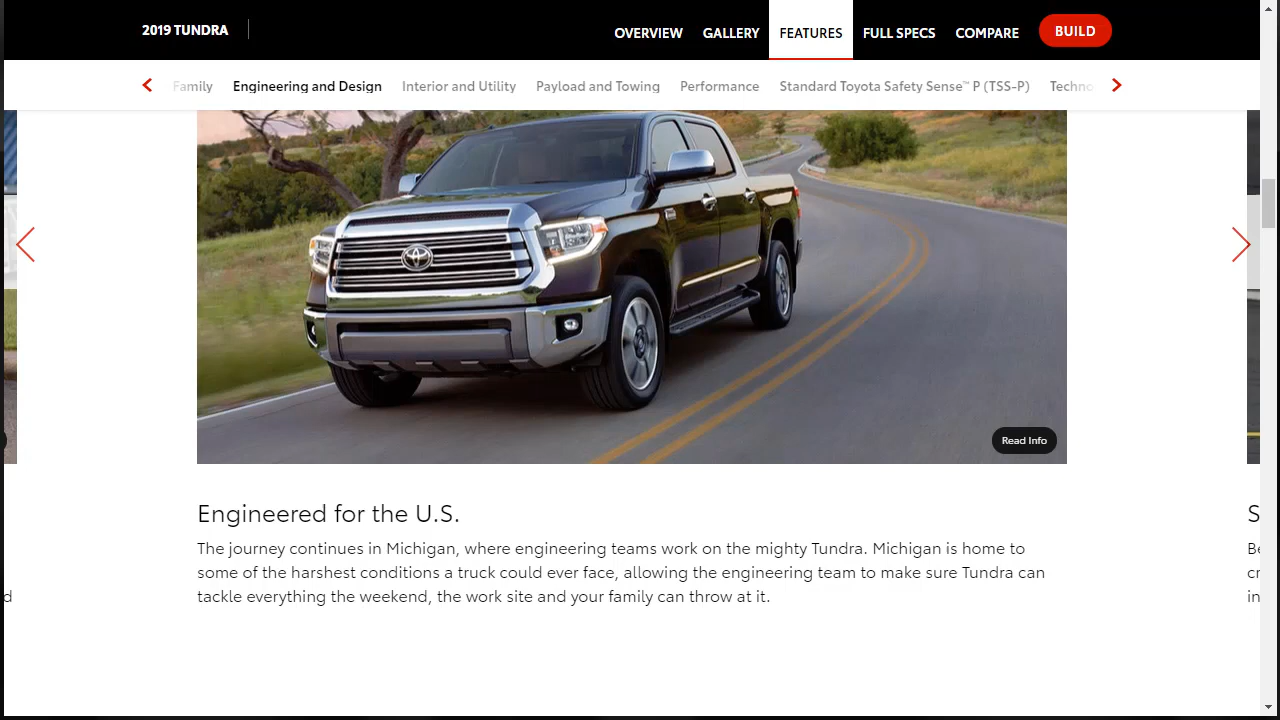 2019 TUNDRA
OVERVIEW GALLERY FEATURES FULL SPECS COMPARE BUILD
Family Engineering and Design Interior and Utility Payload and Towing Performance Standard Toyota Safety Sense™ P (TSS-P) Techno
Read Info
Engineered for the U.S.
The journey continues in Michigan, where engineering teams work on the mighty Tundra. Michigan is home to
some of the harshest conditions a truck could ever face, allowing the engineering team to make sure Tundra can
tackle everything the weekend, the work site and your family can throw at it.
d
S
Be
cr
in